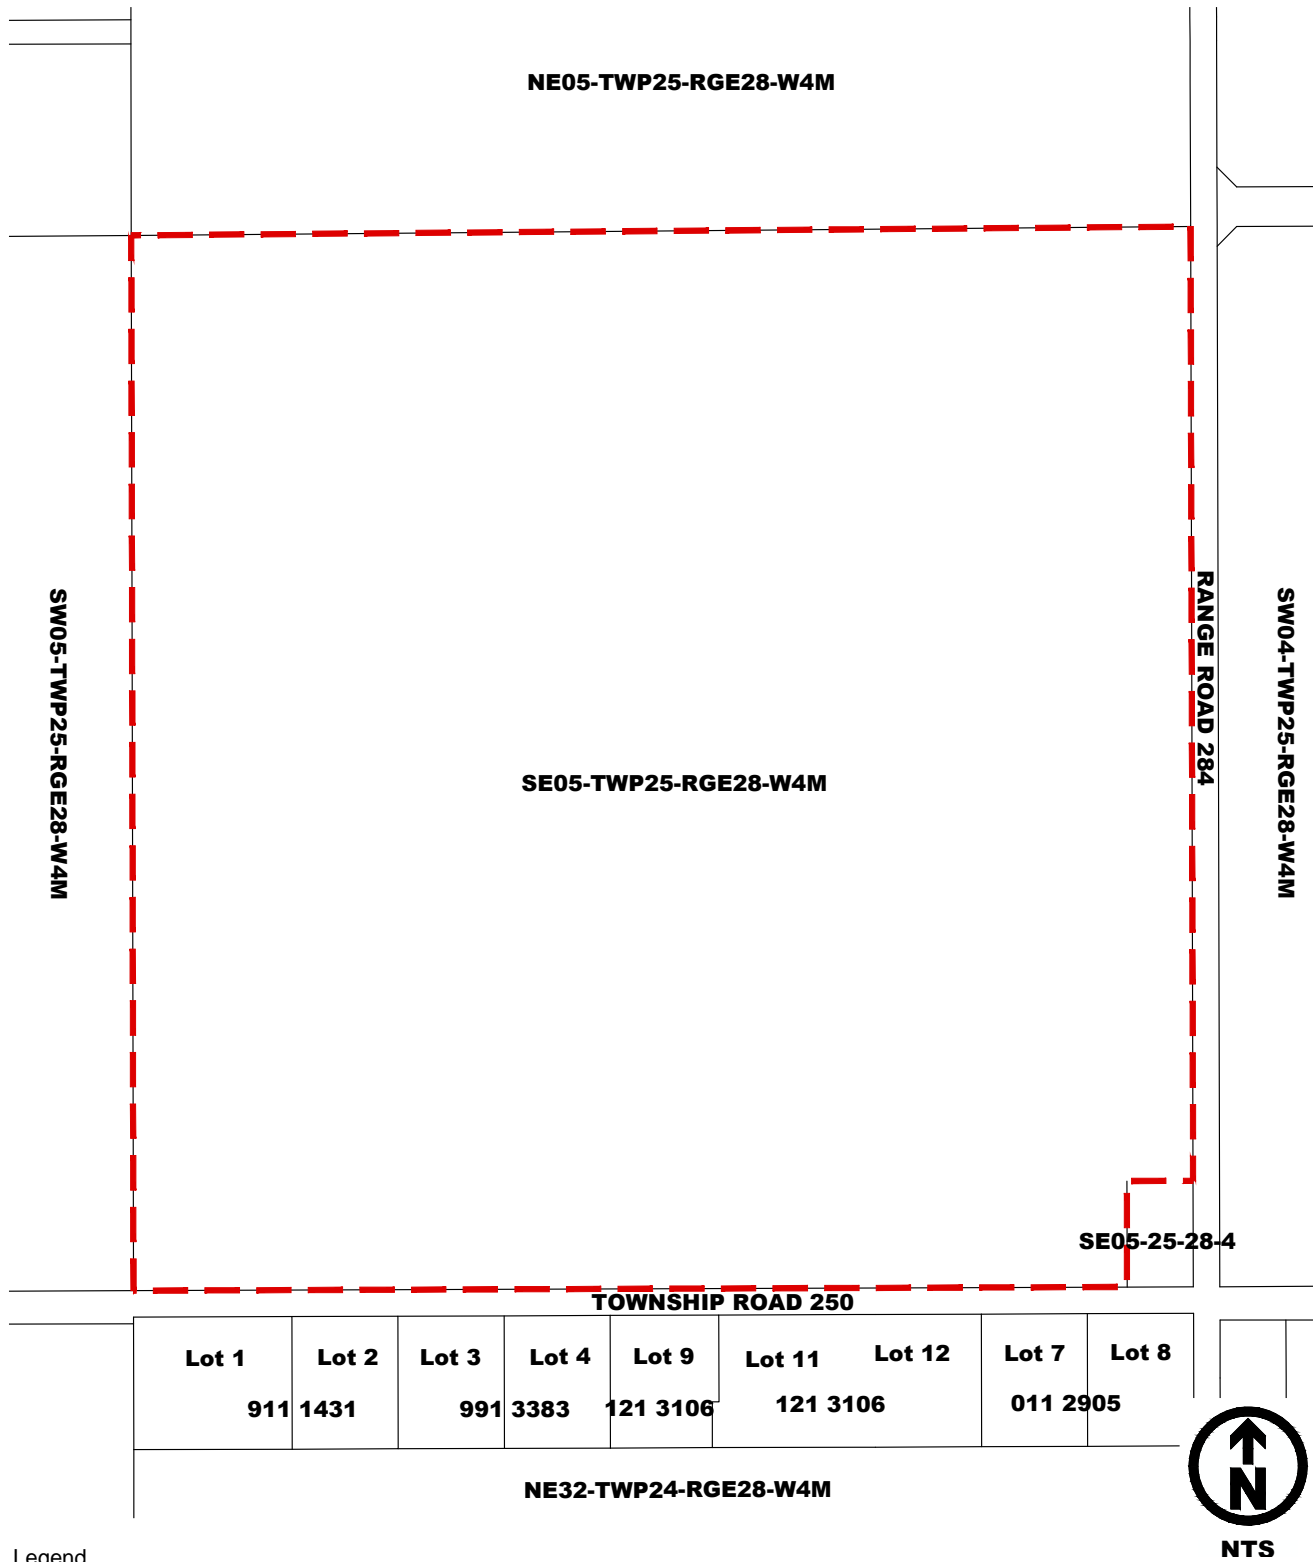 NE05-TWP25-RGE28-W4M
SW05-TWP25-RGE28-W4M
RANGE ROAD 284
SW04-TWP25-RGE28-W4M
SE05-TWP25-RGE28-W4M
SE05-25-28-4
TOWNSHIP ROAD 250
Lot 1 Lot 2 Lot 3 Lot 4 Lot 9 Lot 11 Lot 12 Lot 7 Lot 8
911 1431 991 3383 121 3106 121 3106 011 2905
NE32-TWP24-RGE28-W4M
N
NTS
Legend